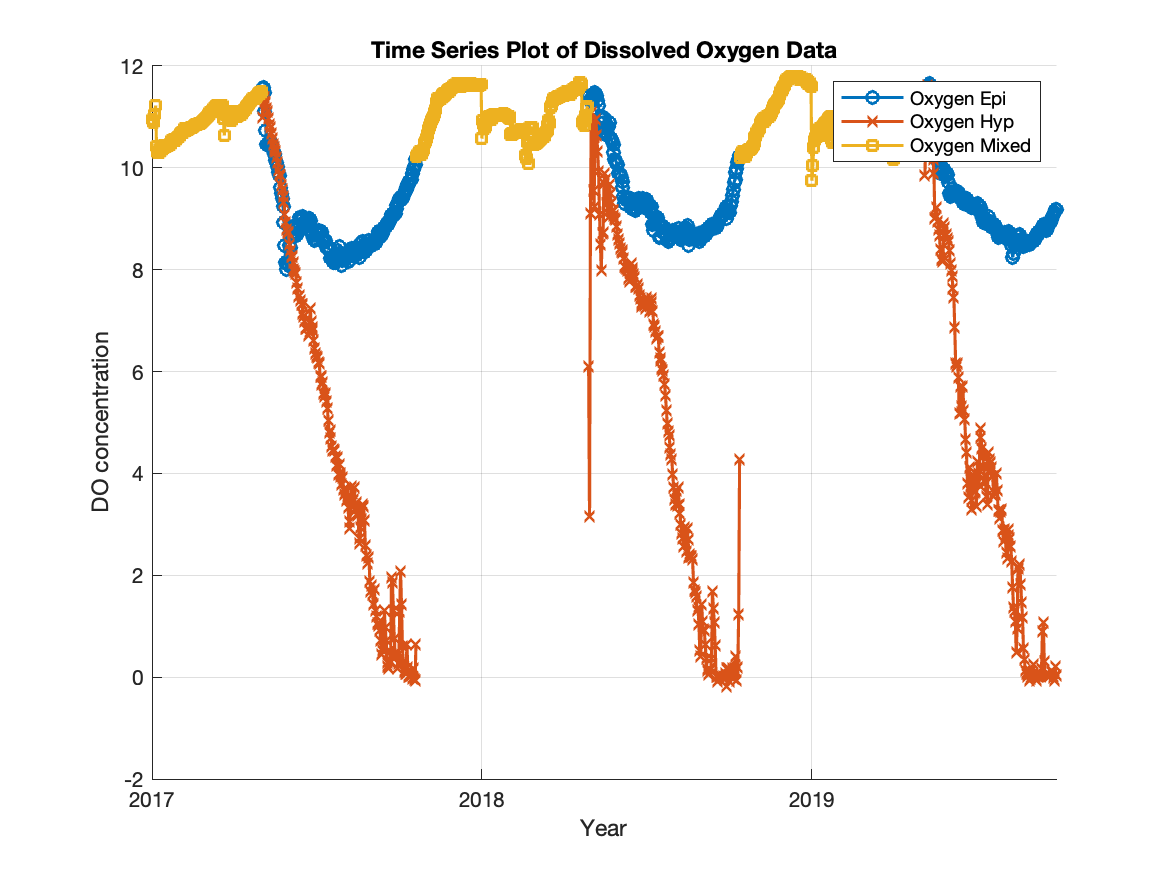 Time Series Plot of Dissolved Oxygen Data
12
10
8
6
4
2
0
-2
DO concentration
Oxygen Epi
Oxygen Hyp
Oxygen Mixed
2017
2018
2019
Year